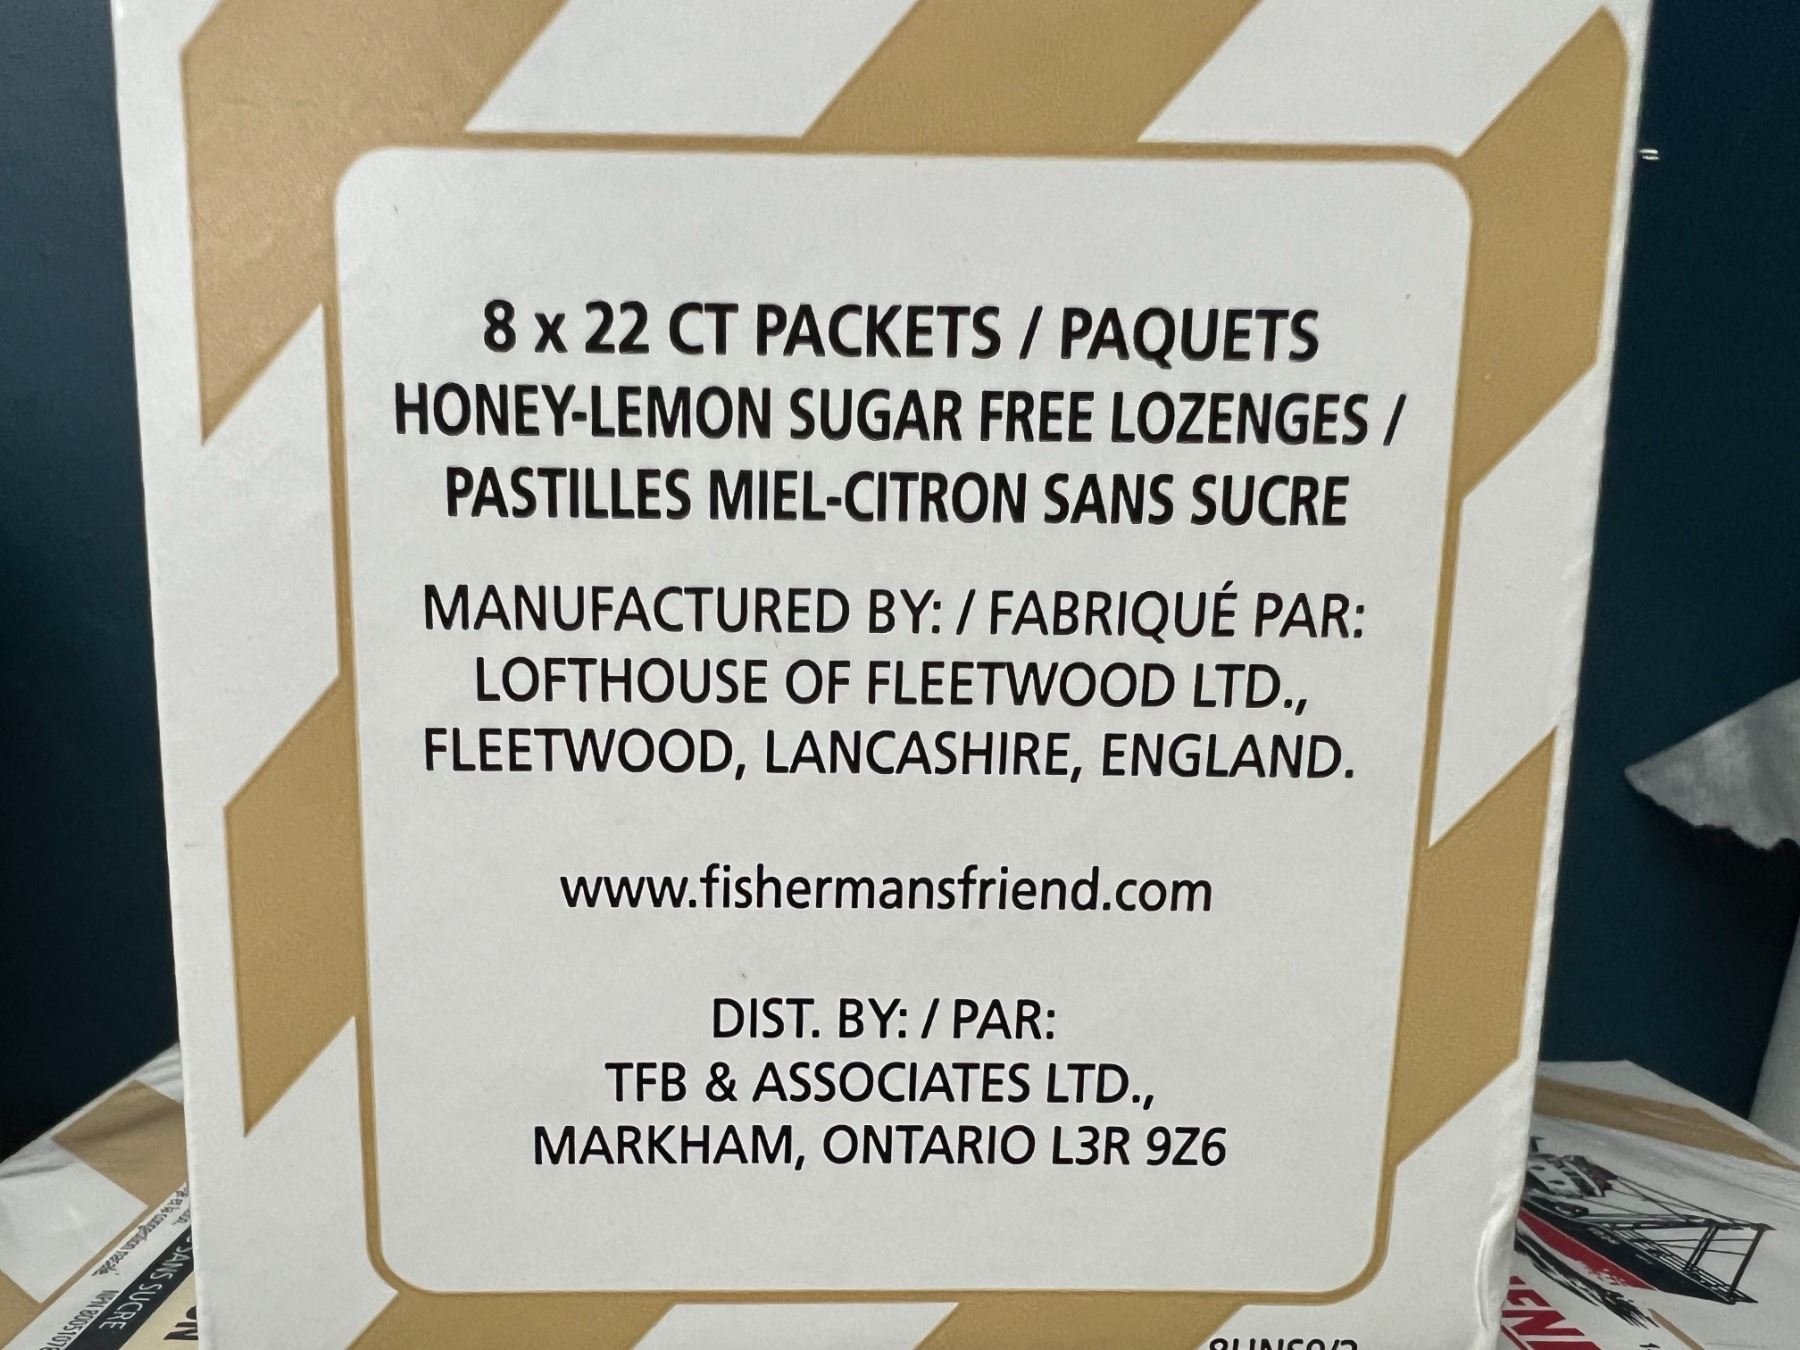 8 x 22 CT PACKETS / PAQUETS
HONEY-LEMON SUGAR FREE LOZENGES /
PASTILLES MIEL-CITRON SANS SUCRE
MANUFACTURED BY: / FABRIQUÉ PAR:
LOFTHOUSE OF FLEETWOOD LTD.,
FLEETWOOD, LANCASHIRE, ENGLAND.
www.fishermansfriend.com
DIST. BY: / PAR:
TFB & ASSOCIATES LTD.,
MARKHAM, ONTARIO L3R 9Z6
SANS SUCRE